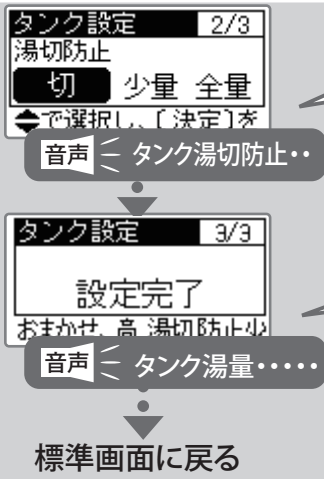 タンク設定 2/3
湯切防止
切 少量 全量
で選択し、[決定]を
音声 タンク湯切防止‥
タンク設定 3/3
設定完了
おまかせ、高 湯切防止少
音声 タンク湯量‥‥‥
標準画面に戻る